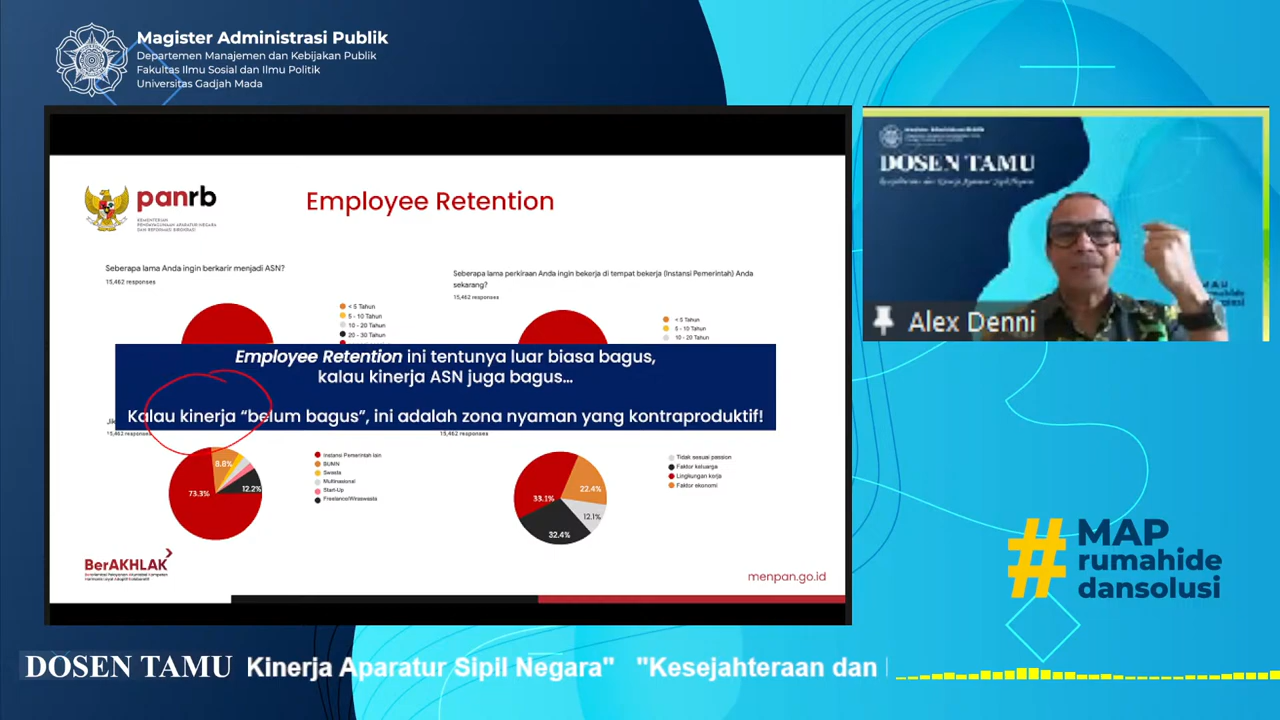 Magister Administrasi Publik
Departemen Manajemen dan Kebijakan Publik
Fakultas Ilmu Sosial dan Ilmu Politik
Universitas Gadjah Mada
panrb
KEMENTERIAN
PENDAYAGUNAAN APARATUR NEGARA
DAN REFORMASI BIROKRASI
Employee Retention
Seberapa lama Anda ingin berkarir menjadi ASN?
15,462 responses
< 5 Tahun
5 - 10 Tahun
10 - 20 Tahun
20 - 30 Tahun
Seberapa lama perkiraan Anda ingin bekerja di tempat bekerja (Instansi Pemerintah) Anda
sekarang?
15,462 responses
< 5 Tahun
5 - 10 Tahun
10 - 20 Tahun
Employee Retention ini tentunya luar biasa bagus,
kalau kinerja ASN juga bagus...
Kalau kinerja “belum bagus”, ini adalah zona nyaman yang kontraproduktif!
15,462 responses
8.8%
73.3%
12.2%
Instansi Pemerintah lain
BUMN
Swasta
Multinasional
Start-Up
Freelance/Wiraswasta
15,462 responses
33.1%
22.4%
12.1%
32.4%
Tidak sesuai passion
Faktor keluarga
Lingkungan kerja
Faktor ekonomi
BerAKHLAK
menpan.go.id
DOSEN TAMU
Alex Denni
#MAP
rumahide
dansolusi
DOSEN TAMU Kinerja Aparatur Sipil Negara" "Kesejahteraan dan